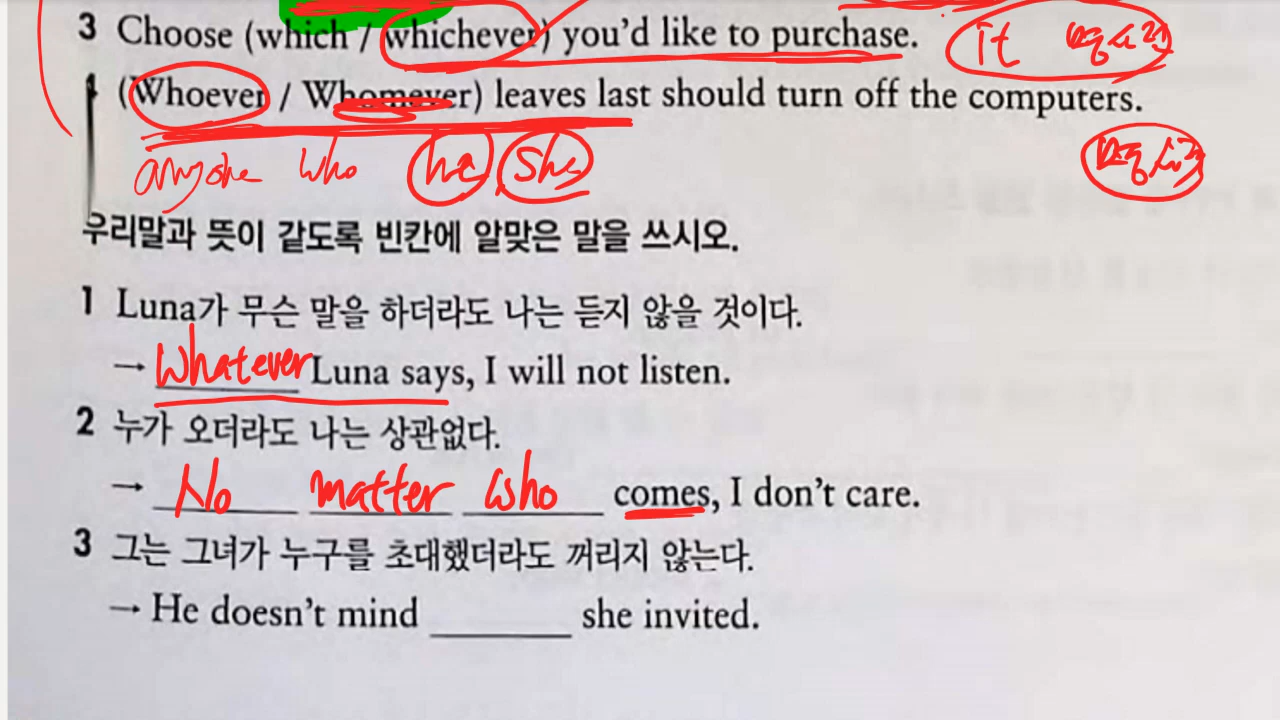 3 Choose (which / whichever) you'd like to purchase. it
(Whoever / Whomever) leaves last should turn off the computers.
anyone who he she
우리말과 뜻이 같도록 빈칸에 알맞은 말을 쓰시오.
1 Luna가 무슨 말을 하더라도 나는 듣지 않을 것이다.
→ Whatever Luna says, I will not listen.
2 누가 오더라도 나는 상관없다.
→ No matter who comes, I don't care.
3 그는 그녀가 누구를 초대했더라도 꺼리지 않는다.
→ He doesn't mind ______ she invited.